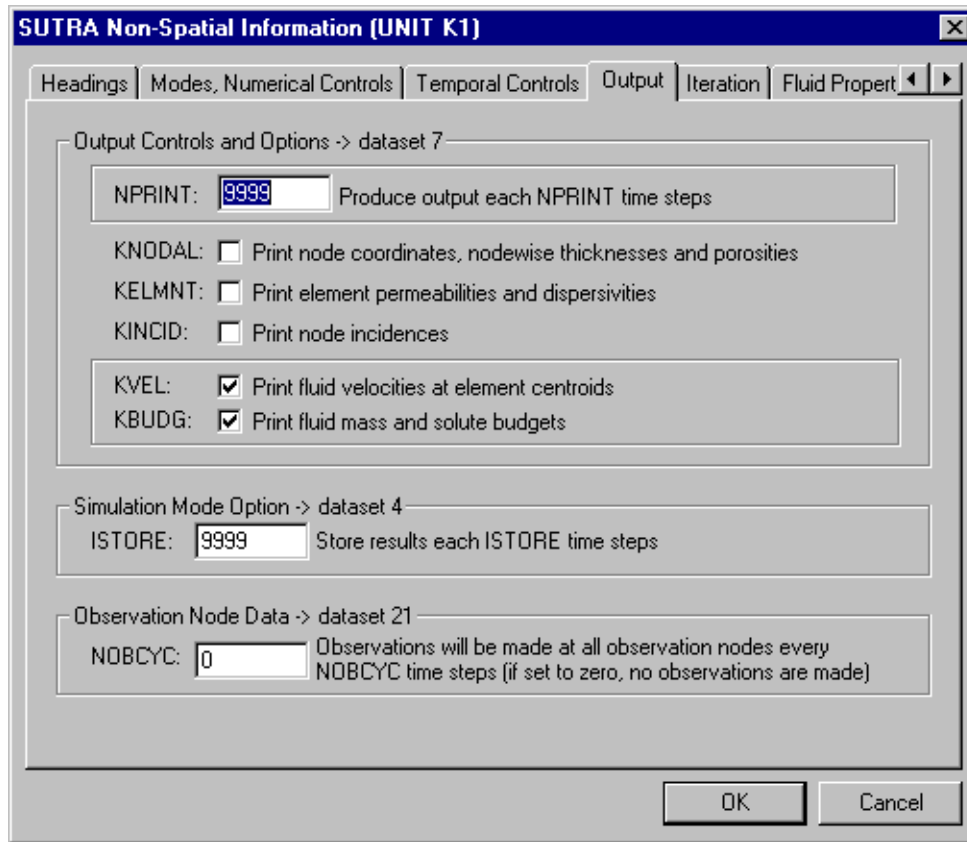 SUTRA Non-Spatial Information (UNIT K1)
Headings Modes, Numerical Controls Temporal Controls Output Iteration Fluid Propert
Output Controls and Options -> dataset 7
NPRINT: 9999 Produce output each NPRINT time steps
KNODAL: Print node coordinates, nodewise thicknesses and porosities
KELMNT: Print element permeabilities and dispersivities
KINCID: Print node incidences
KVEL: Print fluid velocities at element centroids
KBUDG: Print fluid mass and solute budgets
Simulation Mode Option -> dataset 4
ISTORE: 9999 Store results each ISTORE time steps
Observation Node Data -> dataset 21
NOBCYC: 0 Observations will be made at all observation nodes every
NOBCYC time steps (if set to zero, no observations are made)
OK Cancel